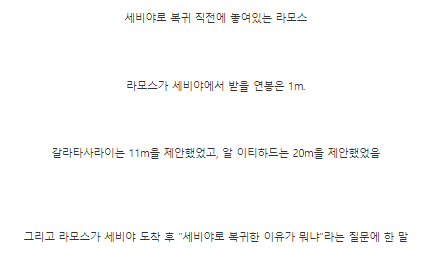 세비야로 복귀 직전에 놓여있는 라모스
라모스가 세비야에서 받을 연봉은 1m.
갈라타사라이는 11m을 제안했었고, 알 이티하드는 20m을 제안했었음
그리고 라모스가 세비야 도착 후 "세비야로 복귀한 이유가 뭐냐"라는 질문에 한 말